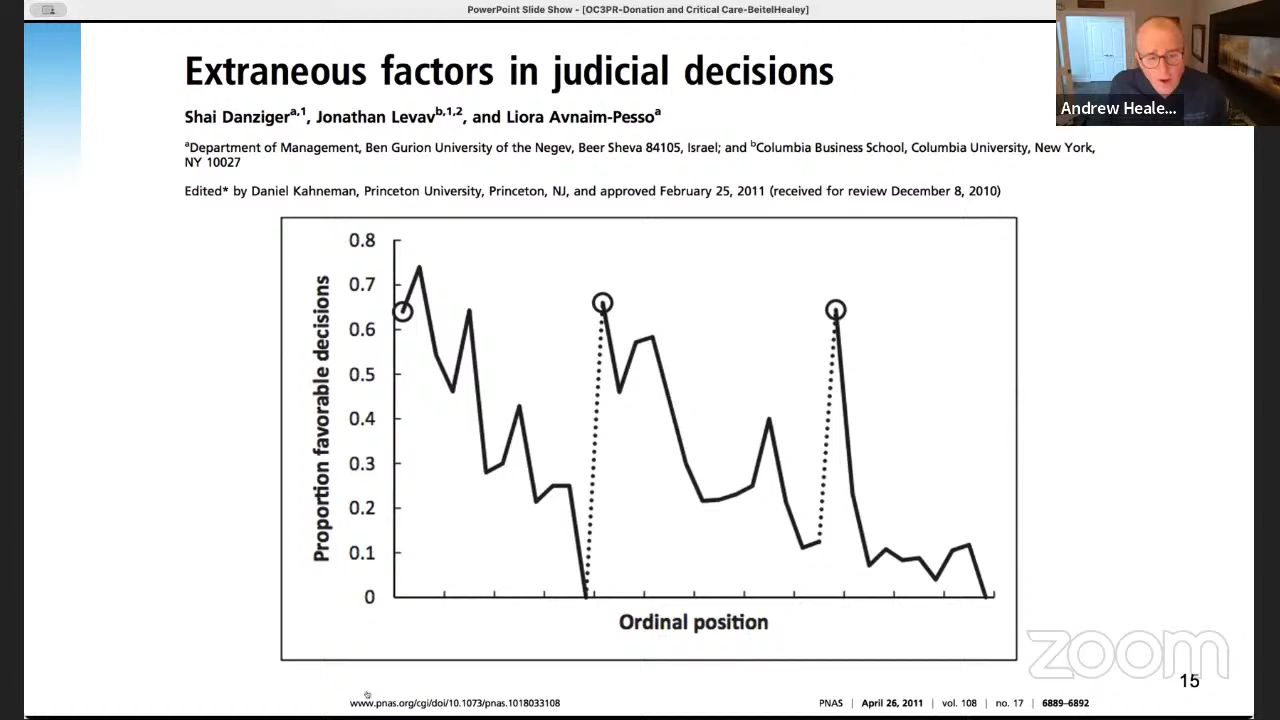 PowerPoint Slide Show - [OC3PR-Donation and Critical Care-BeitelHealey]
Extraneous factors in judicial decisions
Andrew Heale...
Shai Danziger^a,1, Jonathan Levav^b,1,2, and Liora Avnaim-Pesso^a
^aDepartment of Management, Ben Gurion University of the Negev, Beer Sheva 84105, Israel; and ^bColumbia Business School, Columbia University, New York,
NY 10027
Edited* by Daniel Kahneman, Princeton University, Princeton, NJ, and approved February 25, 2011 (received for review December 8, 2010)
Proportion favorable decisions
0.8
0.7
0.6
0.5
0.4
0.3
0.2
0.1
0
Ordinal position
zoom
15
www.pnas.org/cgi/doi/10.1073/pnas.1018033108
PNAS | April 26, 2011 | vol. 108 | no. 17 | 6889–6892